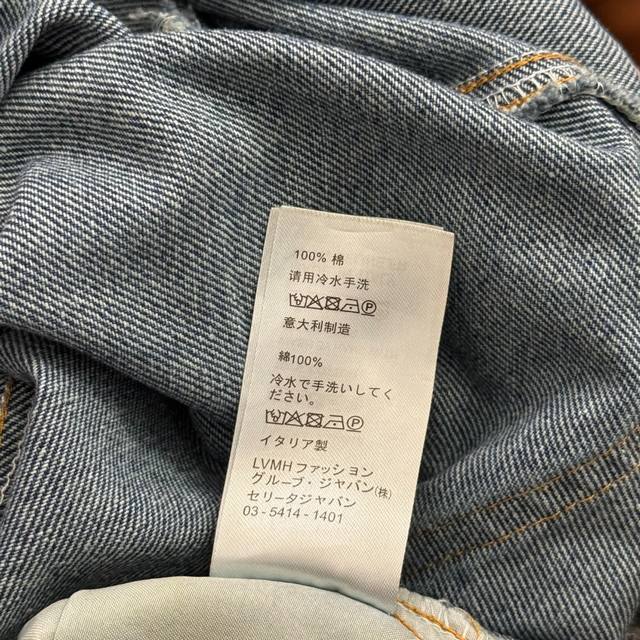 100% 棉
请用冷水手洗
意大利制造
綿100%
冷水で手洗いしてく
ださい。
イタリア製
LVMHファッション
グループ・ジャパン(株)
セリーヌジャパン
03-5414-1401